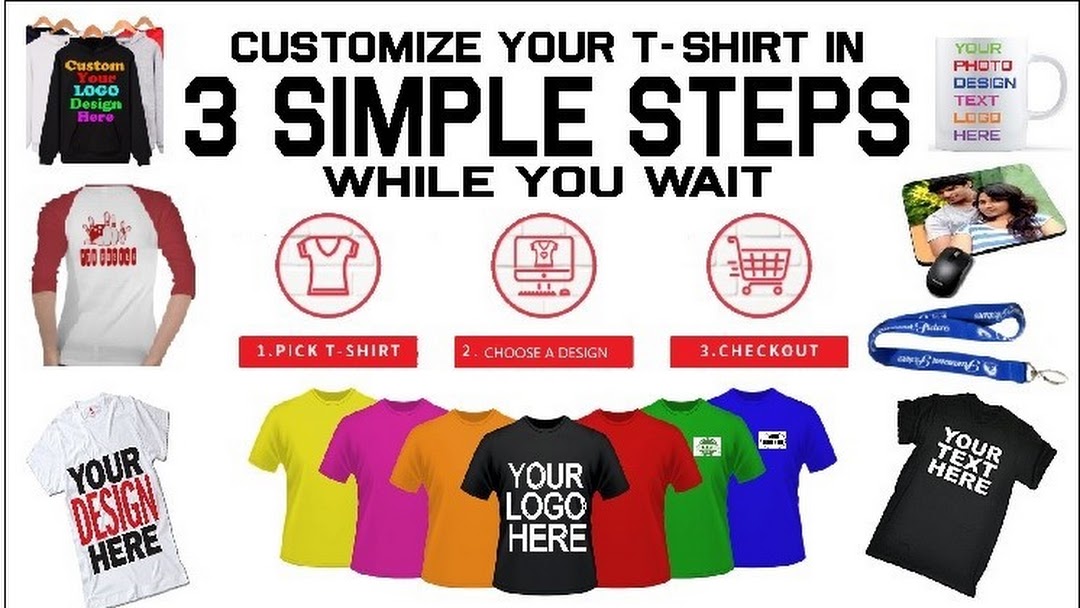 CUSTOMIZE YOUR T-SHIRT IN
3 SIMPLE STEPS
WHILE YOU WAIT
Custom
Your
LOGO
Design
Here
YOUR
PHOTO
DESIGN
TEXT
LOGO
HERE
1.PICK T-SHIRT
2. CHOOSE A DESIGN
3.CHECKOUT
YOUR
DESIGN
HERE
YOUR
LOGO
HERE
YOUR
TEXT
HERE